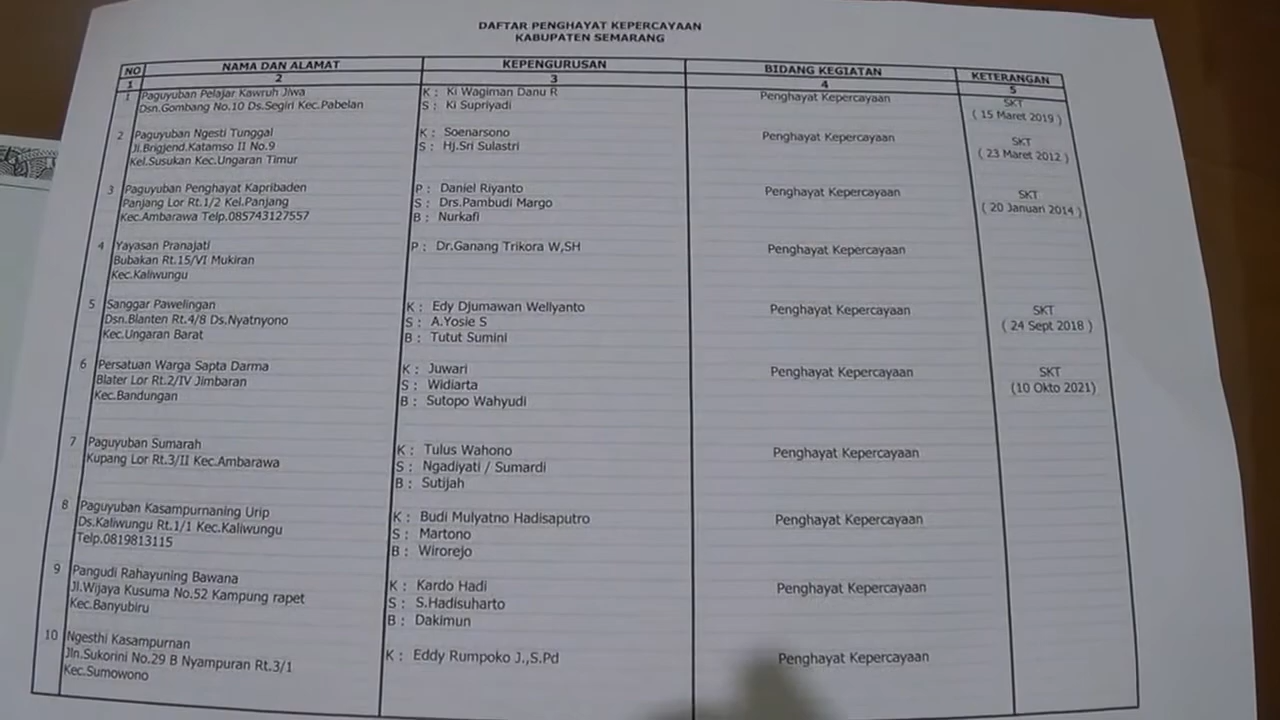 DAFTAR PENGHAYAT KEPERCAYAAN
KABUPATEN SEMARANG
NO NAMA DAN ALAMAT KEPENGURUSAN BIDANG KEGIATAN KETERANGAN
1 2 3 4 5
1 Paguyuban Pelajar Kawruh Jiwa K : Ki Wagiman Danu R Penghayat Kepercayaan SKT
Dsn.Gombang No.10 Ds.Segiri Kec.Pabelan S : Ki Supriyadi ( 15 Maret 2019 )
2 Paguyuban Ngesti Tunggal K : Soenarsono Penghayat Kepercayaan SKT
Jl.Brigjend.Katamso II No.9 S : Hj.Sri Sulastri ( 23 Maret 2012 )
Kel.Susukan Kec.Ungaran Timur
3 Paguyuban Penghayat Kapribaden P : Daniel Riyanto Penghayat Kepercayaan SKT
Panjang Lor Rt.1/2 Kel.Panjang S : Drs.Pambudi Margo ( 20 Januari 2014 )
Kec.Ambarawa Telp.085743127557 B : Nurkafi
4 Yayasan Pranajati P : Dr.Ganang Trikora W,SH Penghayat Kepercayaan
Bubakan Rt.15/VI Mukiran
Kec.Kaliwungu
5 Sanggar Pawelingan K : Edy Djumawan Wellyanto Penghayat Kepercayaan SKT
Dsn.Blanten Rt.4/8 Ds.Nyatnyono S : A.Yosie S ( 24 Sept 2018 )
Kec.Ungaran Barat B : Tutut Sumini
6 Persatuan Warga Sapta Darma K : Juwari Penghayat Kepercayaan SKT
Blater Lor Rt.2/IV Jimbaran S : Widiarta (10 Okto 2021)
Kec.Bandungan B : Sutopo Wahyudi
7 Paguyuban Sumarah K : Tulus Wahono Penghayat Kepercayaan
Kupang Lor Rt.3/II Kec.Ambarawa S : Ngadiyati / Sumardi
B : Sutijah
8 Paguyuban Kasampurnaning Urip K : Budi Mulyatno Hadisaputro Penghayat Kepercayaan
Ds.Kaliwungu Rt.1/1 Kec.Kaliwungu S : Martono
Telp.0819813115 B : Wirorejo
9 Pangudi Rahayuning Bawana K : Kardo Hadi Penghayat Kepercayaan
Jl.Wijaya Kusuma No.52 Kampung rapet S : S.Hadisuharto
Kec.Banyubiru B : Dakimun
10 Ngesthi Kasampurnan K : Eddy Rumpoko J.,S.Pd Penghayat Kepercayaan
Jln.Sukorini No.29 B Nyampuran Rt.3/1
Kec.Sumowono